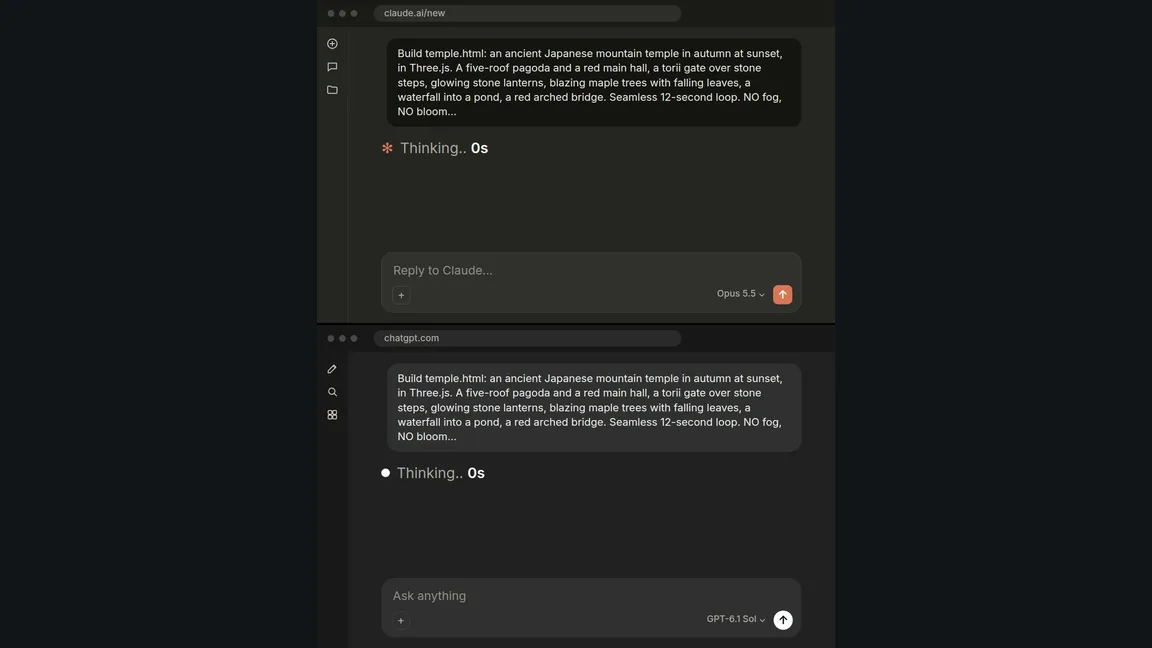 claude.ai/new
Build temple.html: an ancient Japanese mountain temple in autumn at sunset,
in Three.js. A five-roof pagoda and a red main hall, a torii gate over stone
steps, glowing stone lanterns, blazing maple trees with falling leaves, a
waterfall into a pond, a red arched bridge. Seamless 12-second loop. NO fog,
NO bloom...
Thinking.. 0s
Reply to Claude...
+
Opus 5.5
chatgpt.com
Build temple.html: an ancient Japanese mountain temple in autumn at sunset,
in Three.js. A five-roof pagoda and a red main hall, a torii gate over stone
steps, glowing stone lanterns, blazing maple trees with falling leaves, a
waterfall into a pond, a red arched bridge. Seamless 12-second loop. NO fog,
NO bloom...
Thinking.. 0s
Ask anything
+
GPT-6.1 Sol